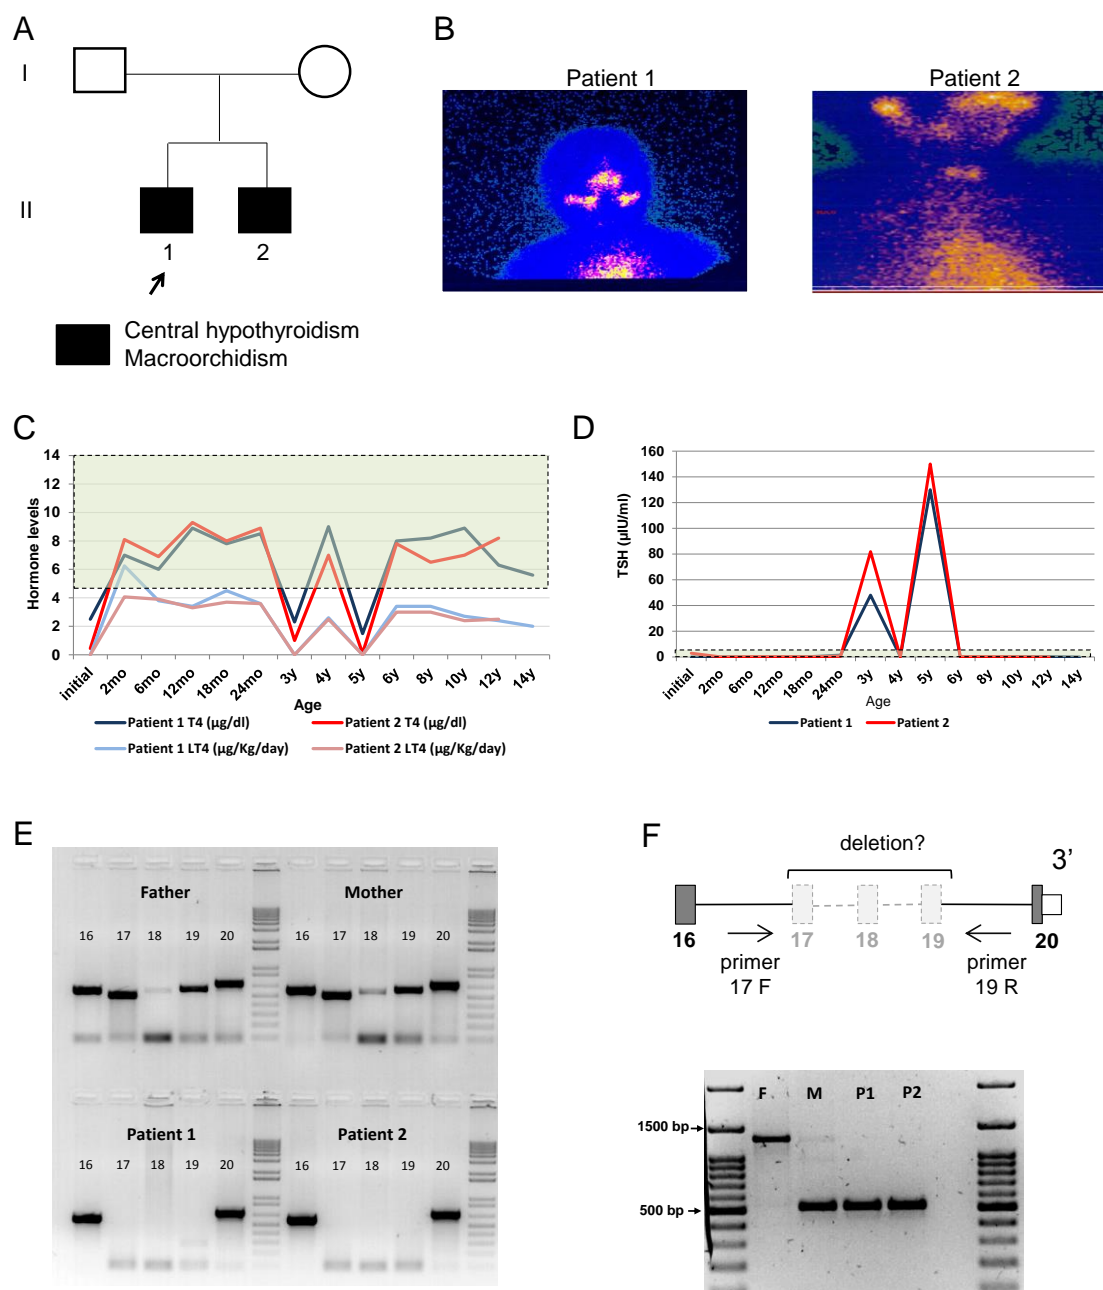 A
I
II
1
2
Central hypothyroidism
Macroorchidism
B
Patient 1
Patient 2
C
Hormone levels
14
12
10
8
6
4
2
0
initial
2mo
6mo
12mo
18mo
24mo
3y
4y
5y
6y
8y
10y
12y
14y
Age
Patient 1 T4 (µg/dl)
Patient 2 T4 (µg/dl)
Patient 1 LT4 (µg/Kg/day)
Patient 2 LT4 (µg/Kg/day)
D
TSH (µIU/ml)
160
140
120
100
80
60
40
20
0
initial
2mo
6mo
12mo
18mo
24mo
3y
4y
5y
6y
8y
10y
12y
14y
Age
Patient 1
Patient 2
E
Father
Mother
16 17 18 19 20
16 17 18 19 20
Patient 1
Patient 2
16 17 18 19 20
16 17 18 19 20
F
deletion?
3’
16
17
18
19
20
primer
17 F
primer
19 R
F M P1 P2
1500 bp
500 bp